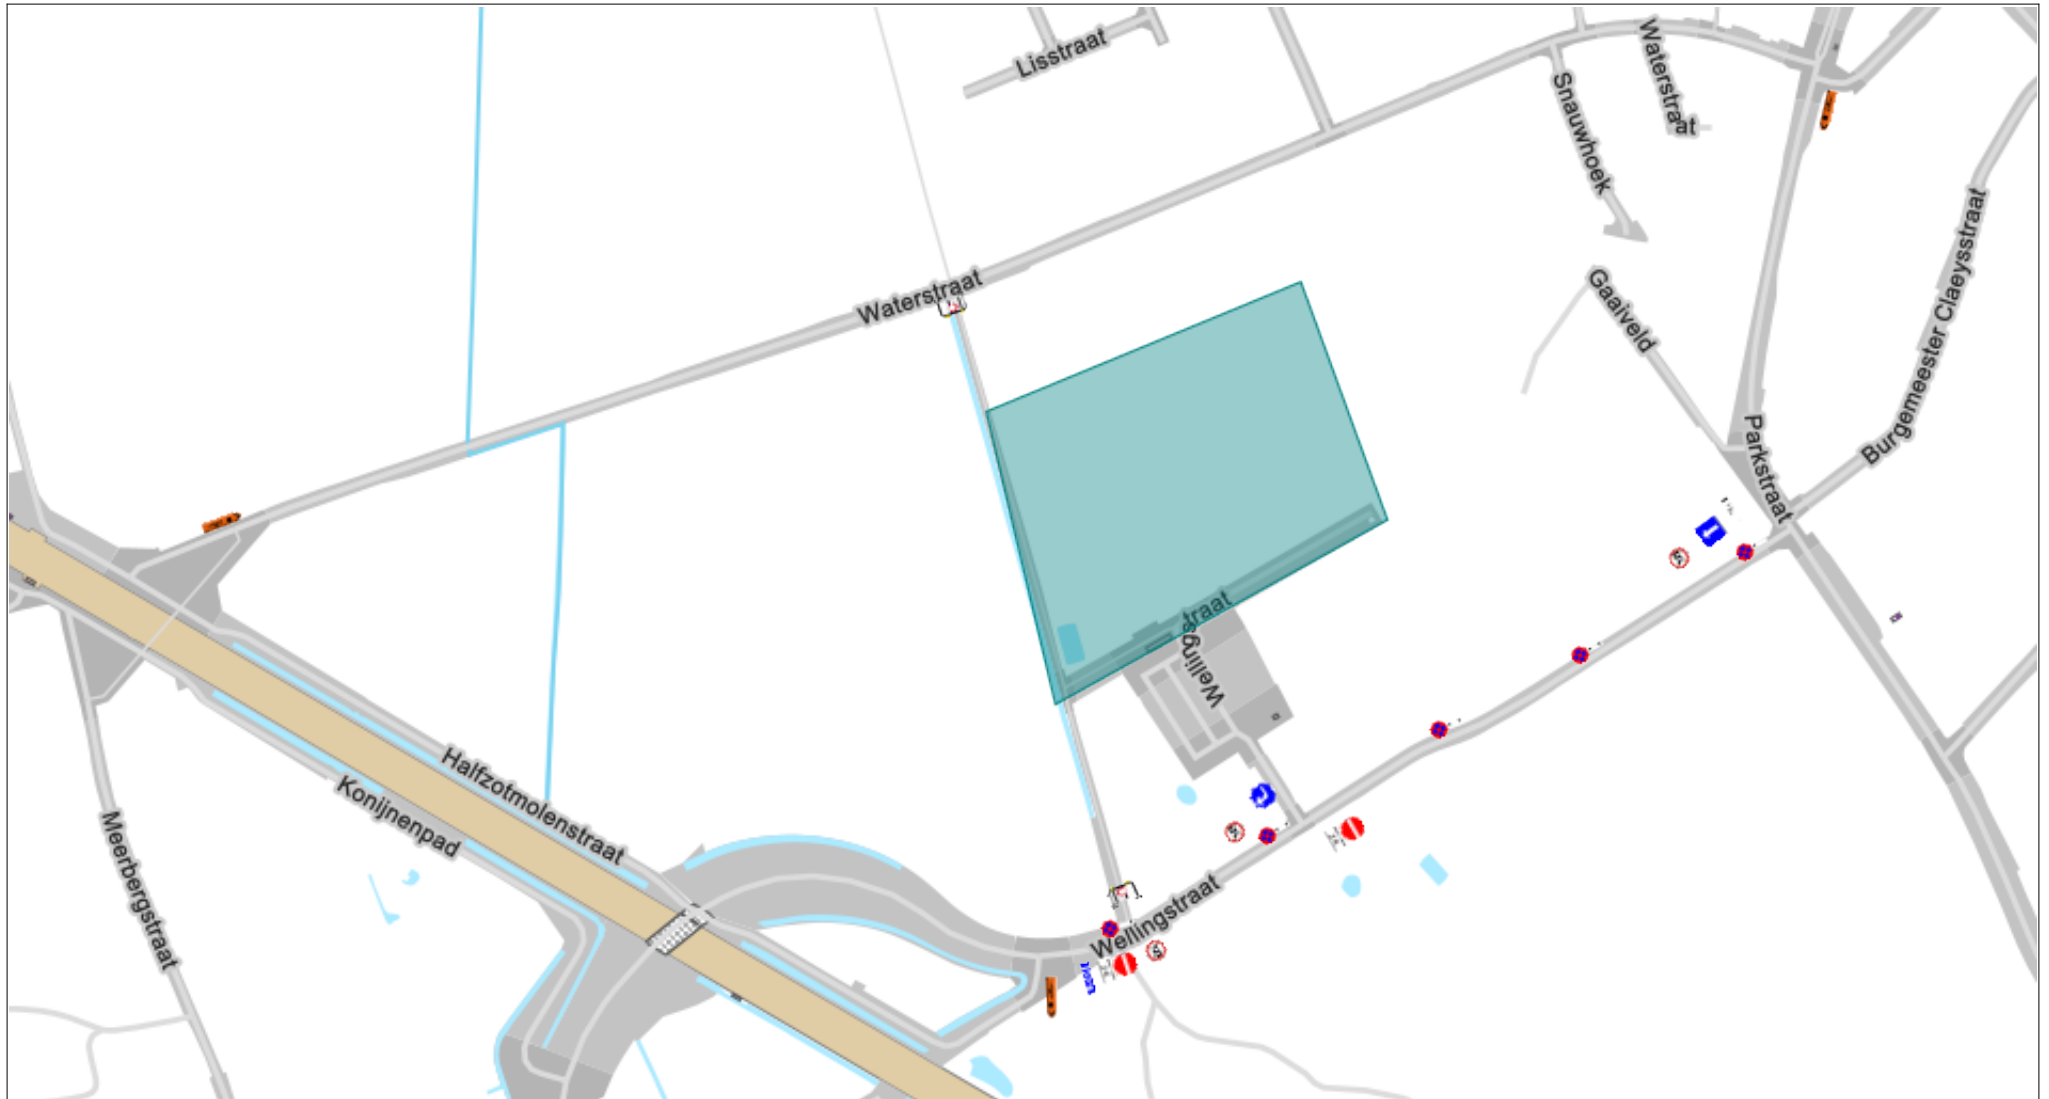 Lisstraat
Waterstraat
Snauwhoek
Waterstraat
Gaaiveld
Burgemeester Claeysstraat
Parkstraat
Wellingstraat
Halfzotmolenstraat
Konijnenpad
Meerbergstraat
Wellingstraat